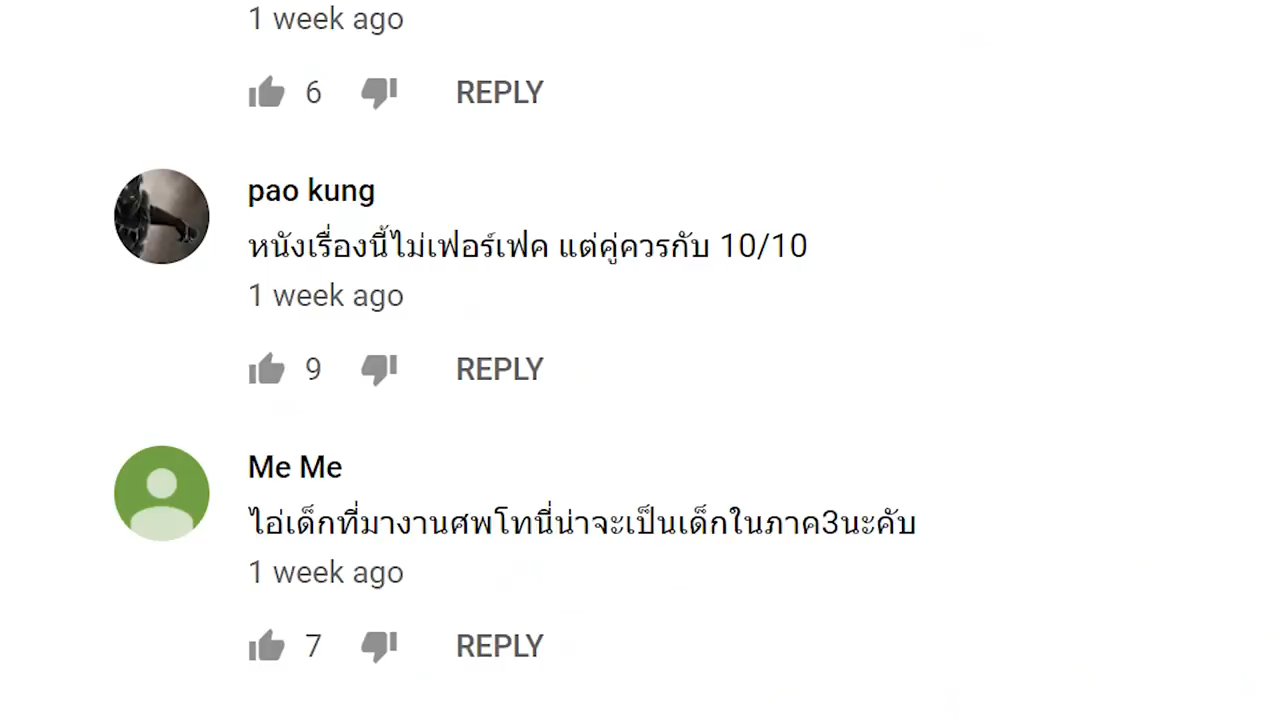 1 week ago
6 REPLY
pao kung
หนังเรื่องนี้ไม่เฟอร์เฟค แต่คู่ควรกับ 10/10
1 week ago
9 REPLY
Me Me
ไอ่เด็กที่มางานศพโทนี่น่าจะเป็นเด็กในภาค3นะคับ
1 week ago
7 REPLY